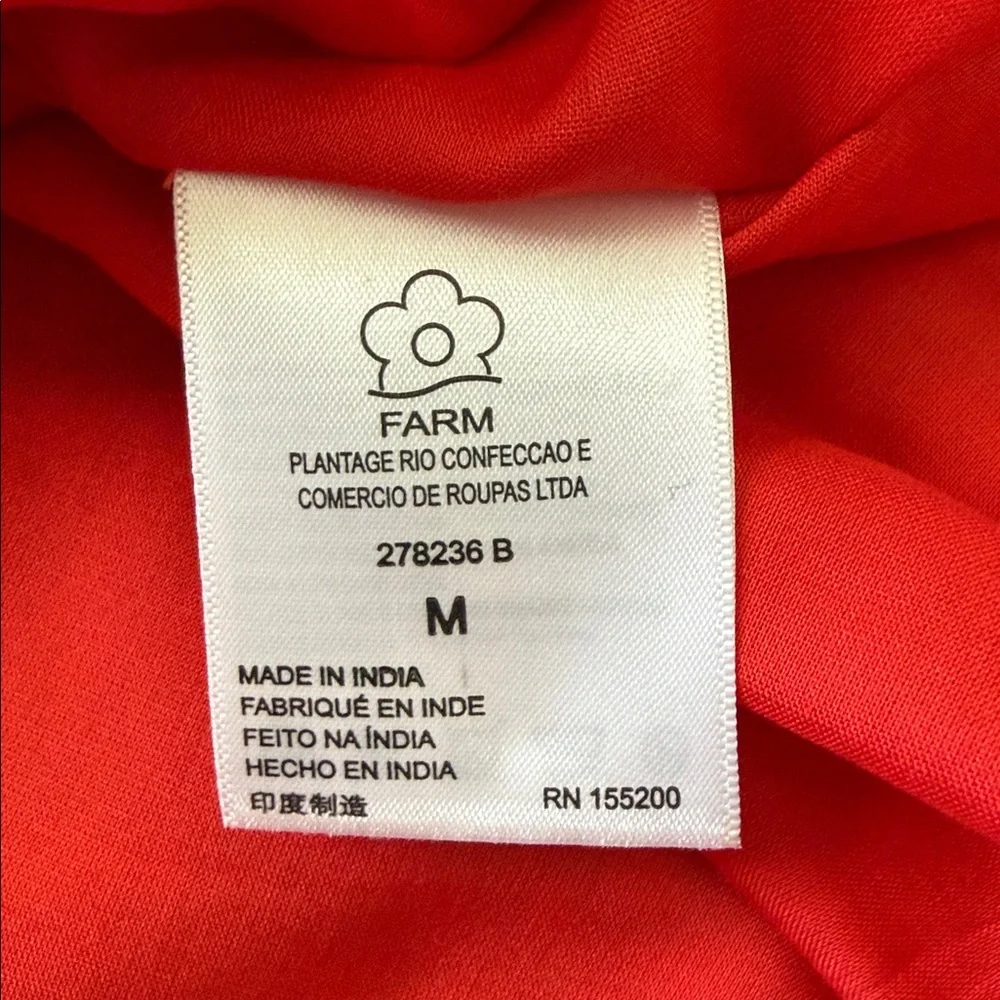 FARM
PLANTAGE RIO CONFECCAO E
COMERCIO DE ROUPAS LTDA
278236 B
M
MADE IN INDIA
FABRIQUÉ EN INDE
FEITO NA ÍNDIA
HECHO EN INDIA
印度制造
RN 155200